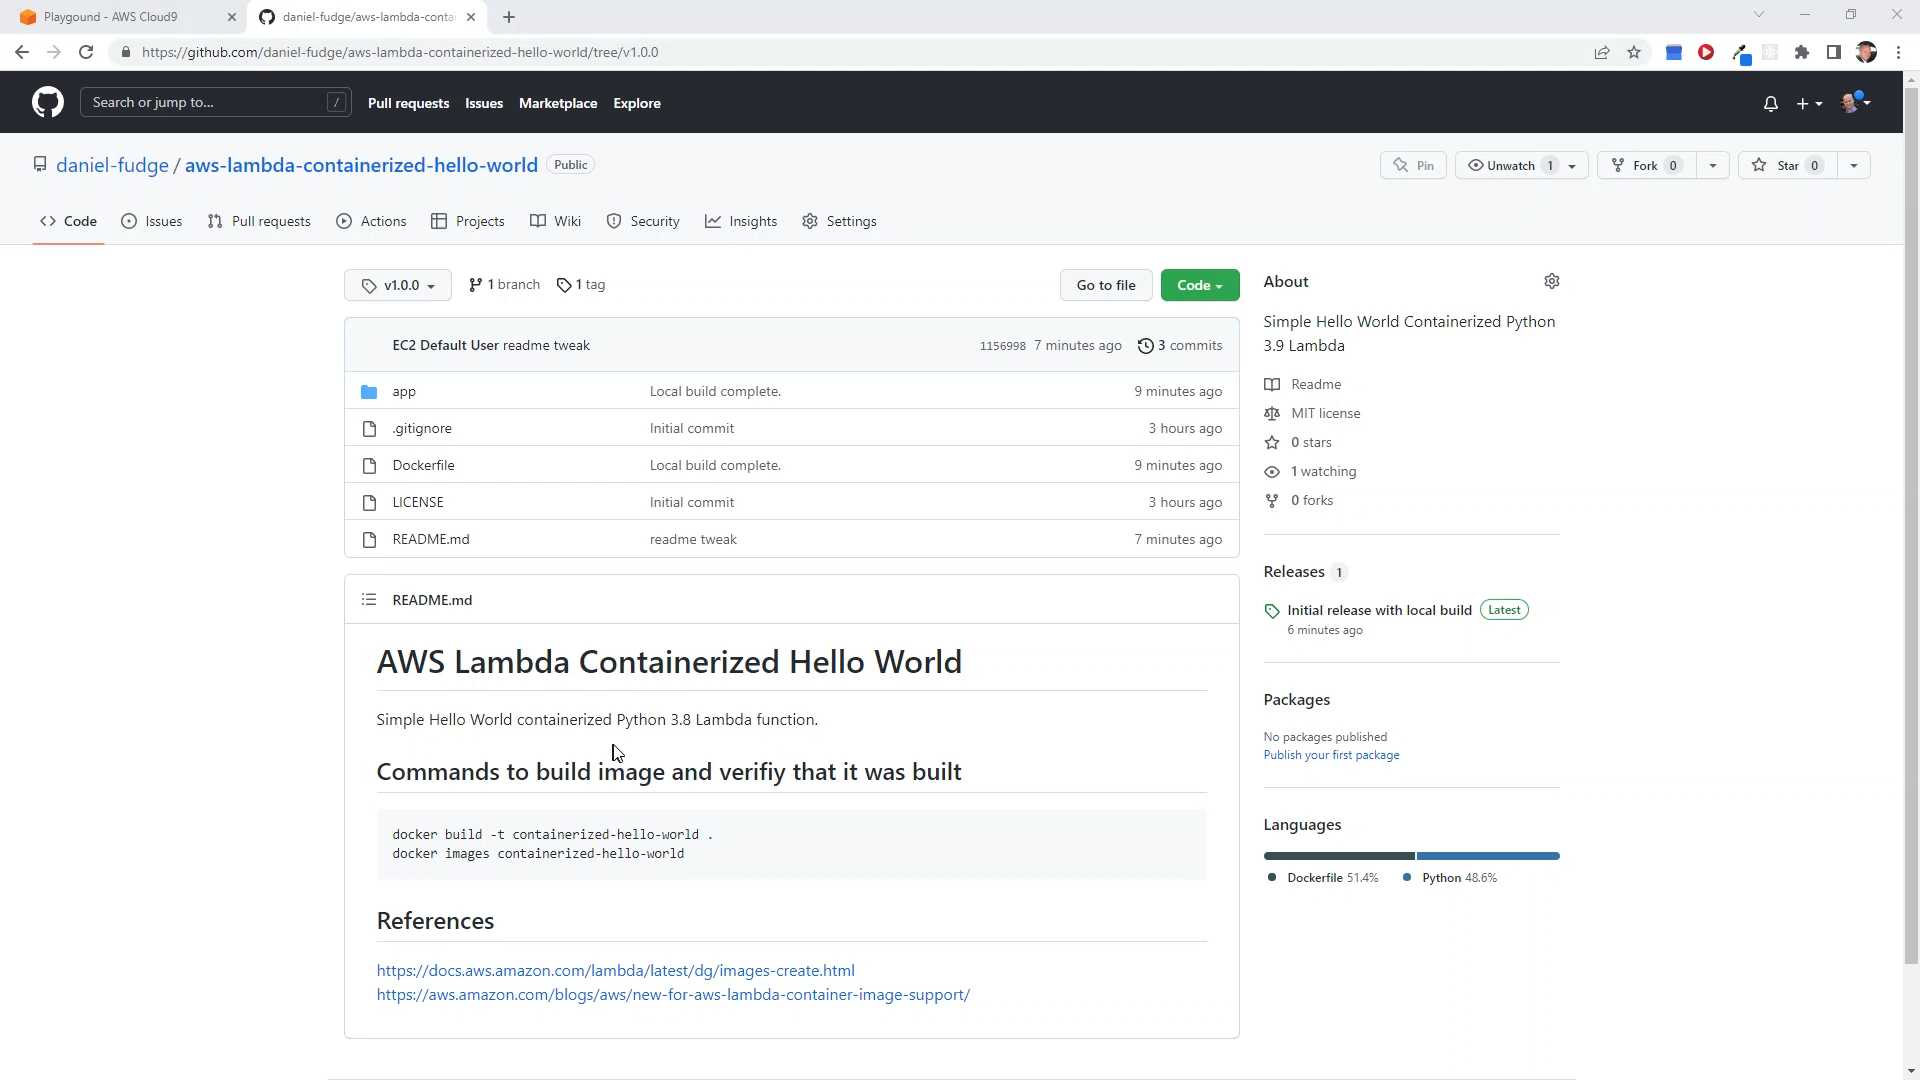 Playgound - AWS Cloud9
daniel-fudge/aws-lambda-conta
https://github.com/daniel-fudge/aws-lambda-containerized-hello-world/tree/v1.0.0
Search or jump to... /
Pull requests Issues Marketplace Explore
daniel-fudge / aws-lambda-containerized-hello-world Public
Pin Unwatch 1 Fork 0 Star 0
Code Issues Pull requests Actions Projects Wiki Security Insights Settings
v1.0.0 1 branch 1 tag Go to file Code
EC2 Default User readme tweak 1156998 7 minutes ago 3 commits
app Local build complete. 9 minutes ago
.gitignore Initial commit 3 hours ago
Dockerfile Local build complete. 9 minutes ago
LICENSE Initial commit 3 hours ago
README.md readme tweak 7 minutes ago
README.md
AWS Lambda Containerized Hello World
Simple Hello World containerized Python 3.8 Lambda function.
Commands to build image and verifiy that it was built
docker build -t containerized-hello-world .
docker images containerized-hello-world
References
https://docs.aws.amazon.com/lambda/latest/dg/images-create.html
https://aws.amazon.com/blogs/aws/new-for-aws-lambda-container-image-support/
About
Simple Hello World Containerized Python
3.9 Lambda
Readme
MIT license
0 stars
1 watching
0 forks
Releases 1
Initial release with local build Latest
6 minutes ago
Packages
No packages published
Publish your first package
Languages
Dockerfile 51.4% Python 48.6%